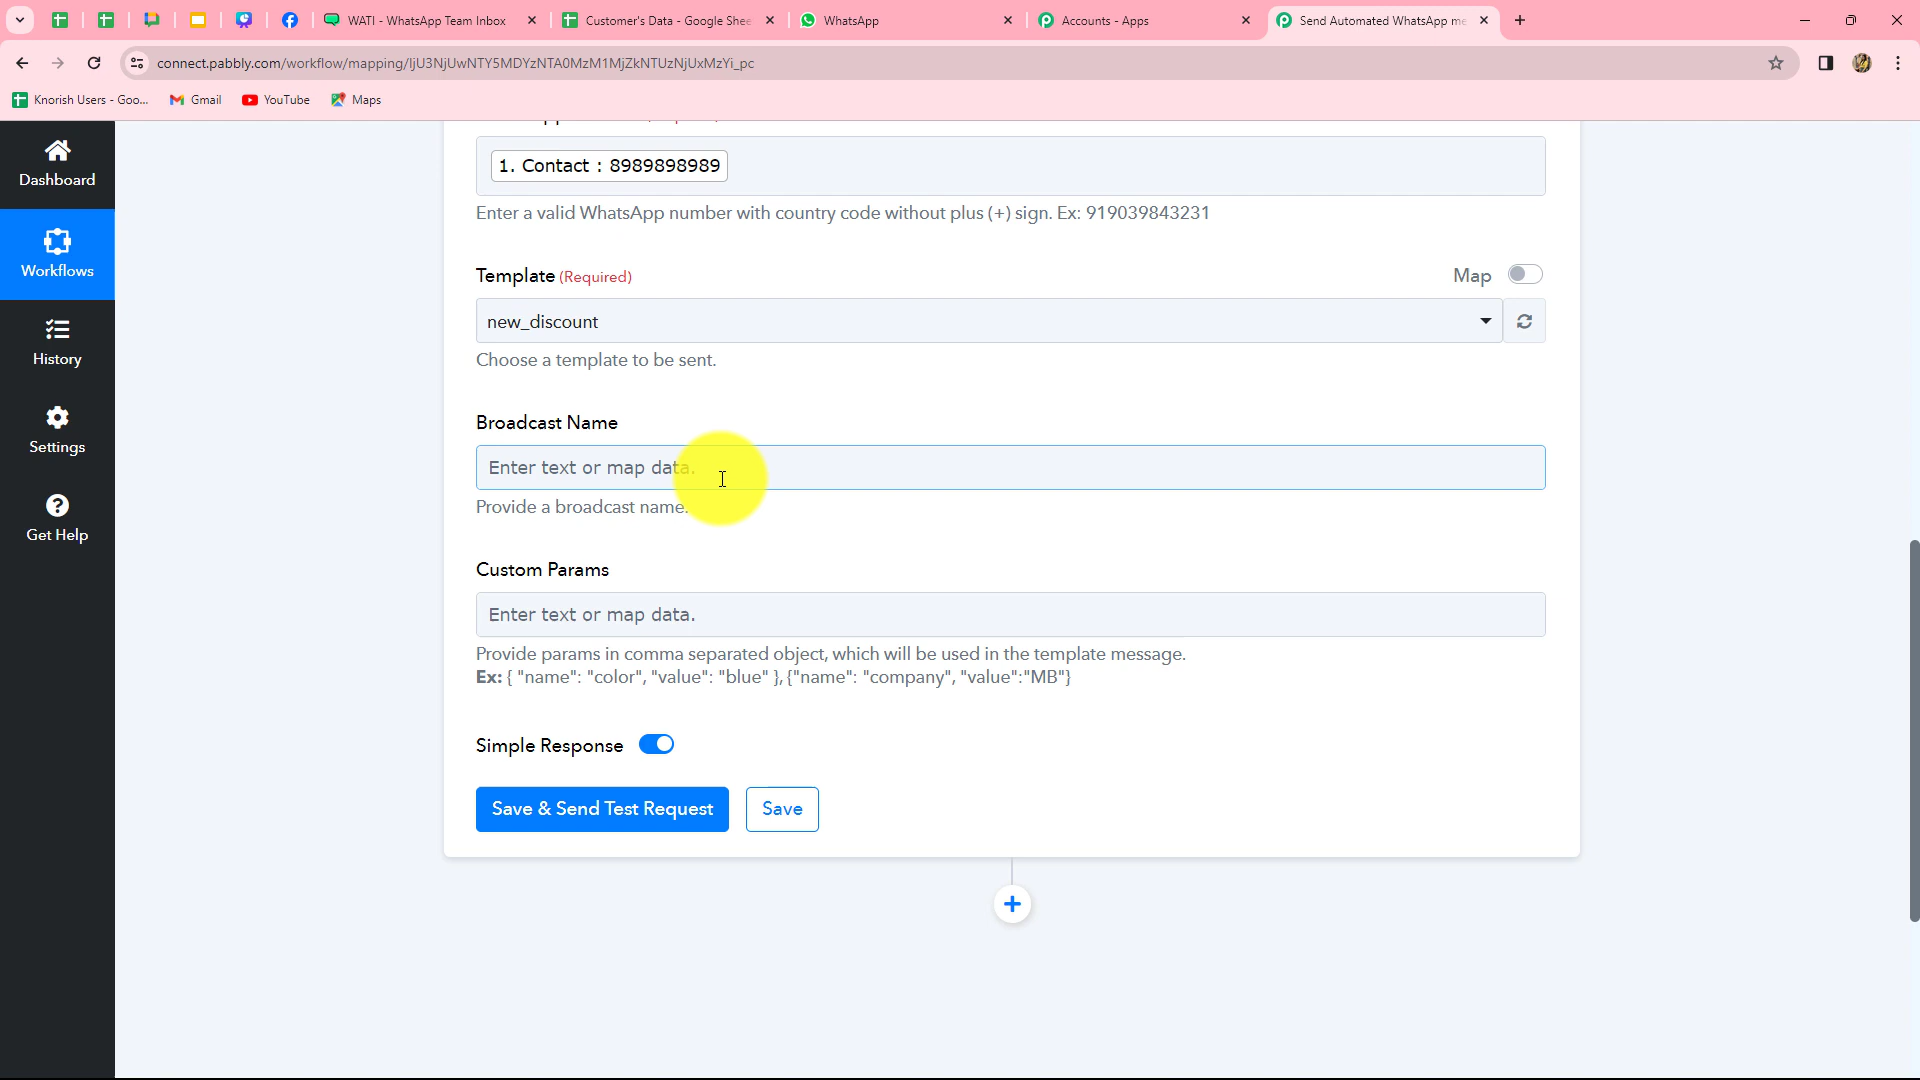 WATI - WhatsApp Team Inbox
Customer's Data - Google Shee
WhatsApp
Accounts - Apps
Send Automated WhatsApp me
connect.pabbly.com/workflow/mapping/IjU3NjUwNTY5MDYzNTA0MzM1MjZkNTUzNjUxMzYi_pc
Knorish Users - Goo...
Gmail
YouTube
Maps
Dashboard
Workflows
History
Settings
Get Help
1. Contact : 8989898989
Enter a valid WhatsApp number with country code without plus (+) sign. Ex: 919039843231
Template (Required)
Map
new_discount
Choose a template to be sent.
Broadcast Name
Enter text or map data.
Provide a broadcast name.
Custom Params
Enter text or map data.
Provide params in comma separated object, which will be used in the template message.
Ex: { "name": "color", "value": "blue" }, {"name": "company", "value":"MB"}
Simple Response
Save & Send Test Request
Save